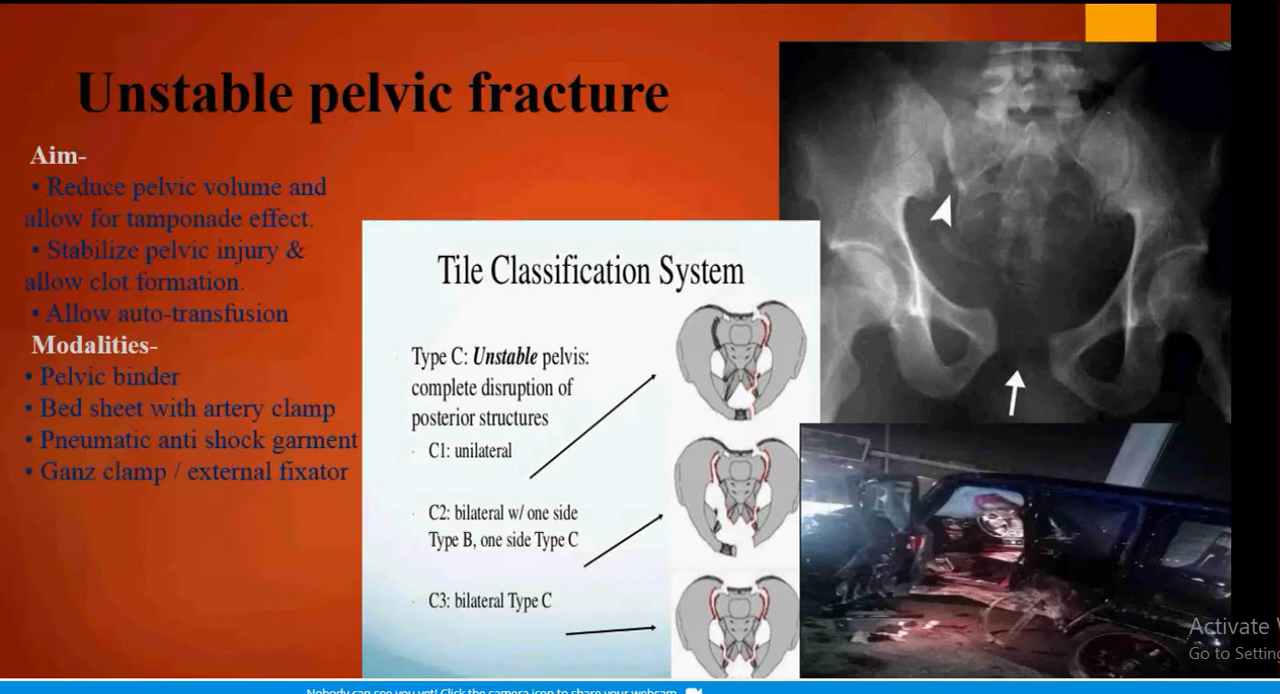 Unstable pelvic fracture
Aim-
• Reduce pelvic volume and
allow for tamponade effect.
• Stabilize pelvic injury &
allow clot formation.
• Allow auto-transfusion
Modalities-
• Pelvic binder
• Bed sheet with artery clamp
• Pneumatic anti shock garment
• Ganz clamp / external fixator
Tile Classification System
Type C: Unstable pelvis:
complete disruption of
posterior structures
C1: unilateral
C2: bilateral w/ one side
Type B, one side Type C
C3: bilateral Type C
Activate
Go to Setting
Nobody can see you yet! Click the camera icon to share your webcam.